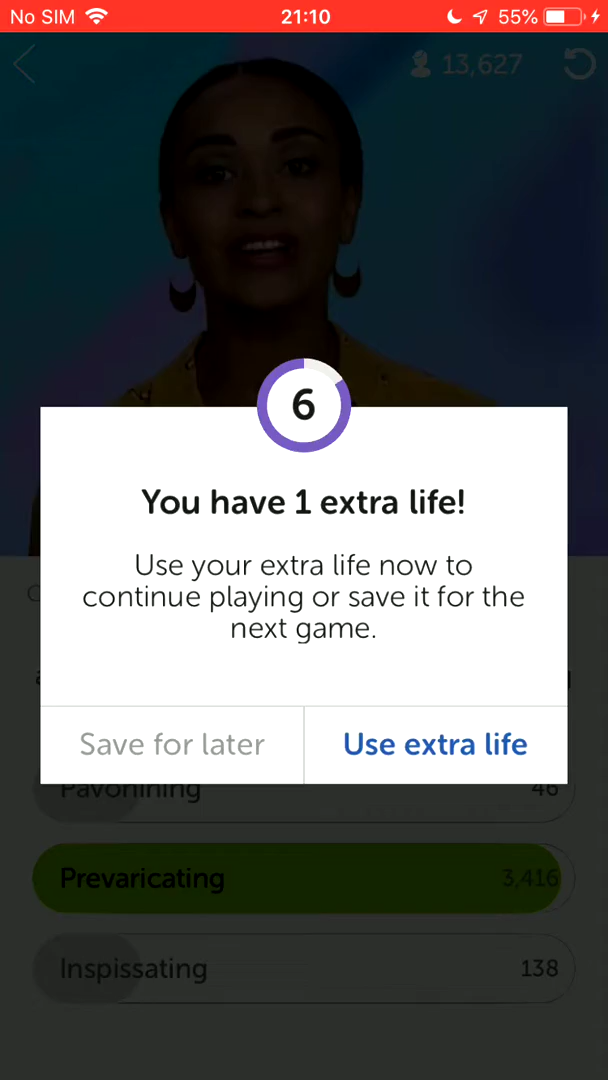 No SIM 21:10 55%
13,627
6
You have 1 extra life!
Use your extra life now to
continue playing or save it for the
next game.
Save for later Use extra life
Pavonining 46
Prevaricating 3,416
Inspissating 138